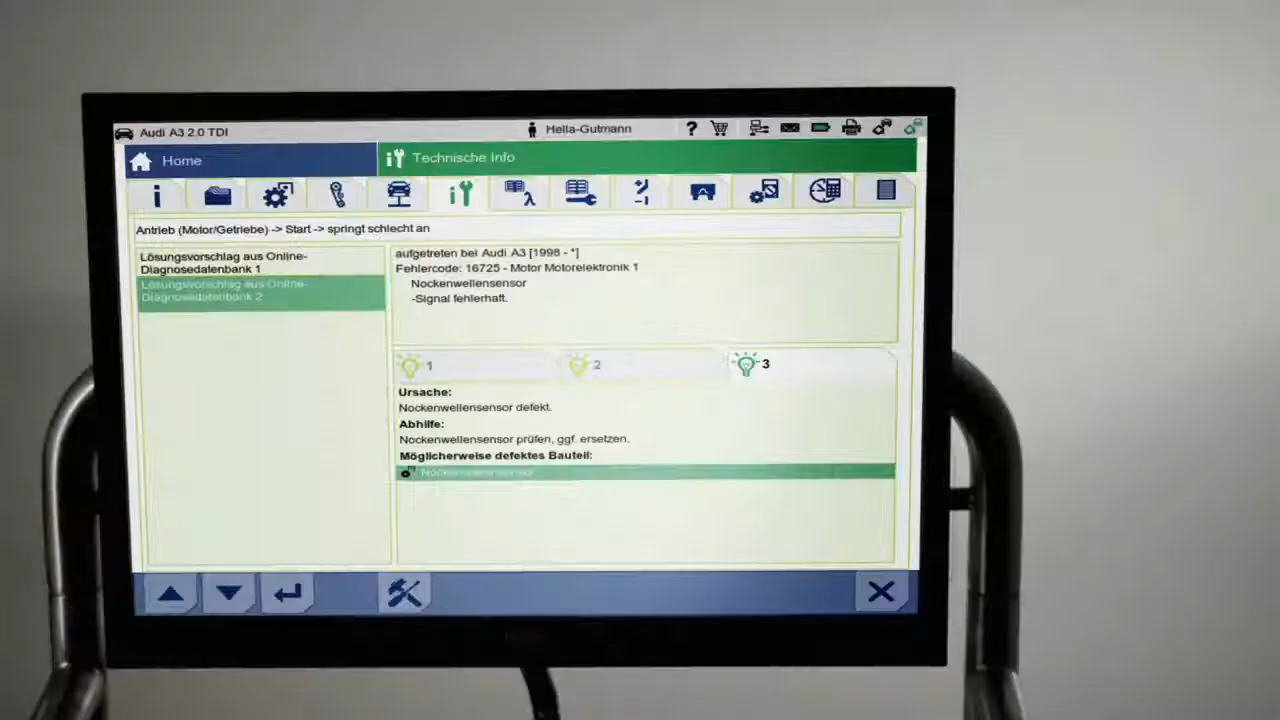 Audi A3 2.0 TDI
Hella-Gutmann
?
Home
Technische Info
Antrieb (Motor/Getriebe) -> Start -> springt schlecht an
Lösungsvorschlag aus Online-
Diagnosedatenbank 1
Lösungsvorschlag aus Online-
Diagnosedatenbank 2
aufgetreten bei Audi A3 [1998 - *]
Fehlercode: 16725 - Motor Motorelektronik 1
Nockenwellensensor
-Signal fehlerhaft.
1
2
3
Ursache:
Nockenwellensensor defekt.
Abhilfe:
Nockenwellensensor prüfen, ggf. ersetzen.
Möglicherweise defektes Bauteil:
Nockenwellensensor